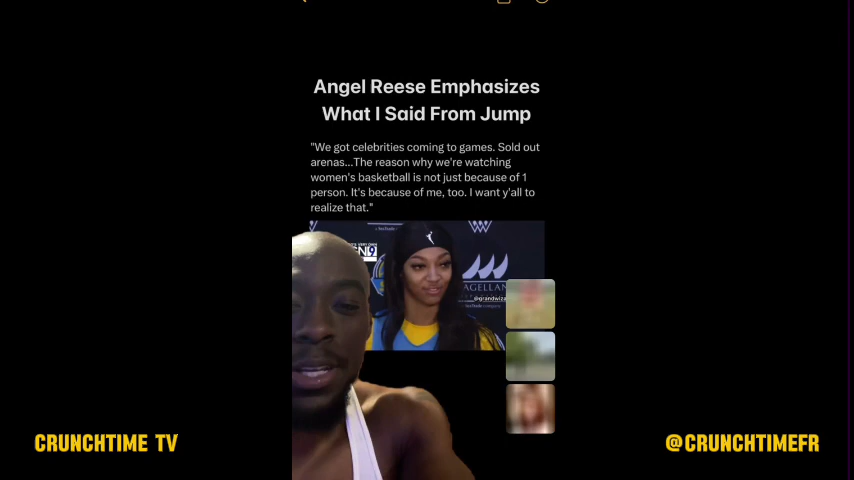 Angel Reese Emphasizes
What I Said From Jump
"We got celebrities coming to games. Sold out
arenas...The reason why we're watching
women's basketball is not just because of 1
person. It's because of me, too. I want y'all to
realize that."
@grandwiza
AGELLAN
CRUNCHTIME TV
@CRUNCHTIMEFR